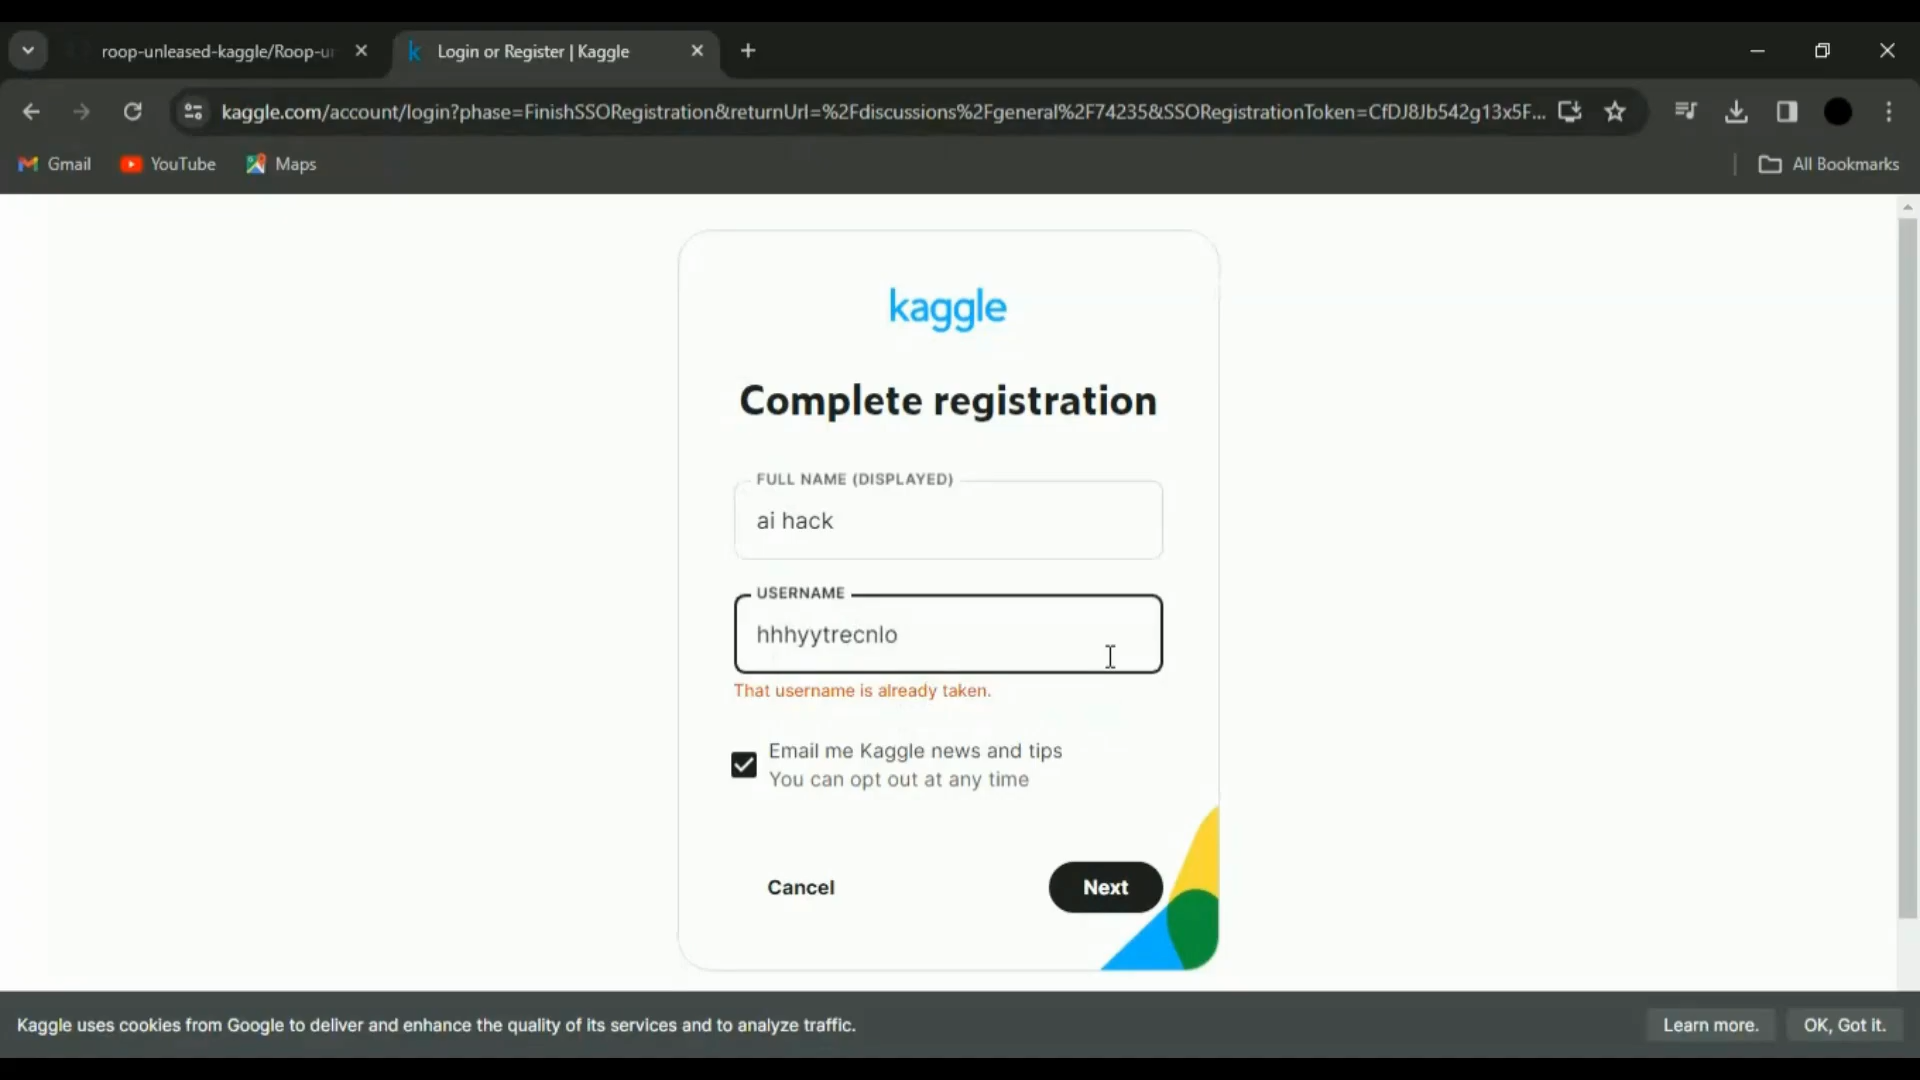 roop-unleased-kaggle/Roop-u
Login or Register | Kaggle
kaggle.com/account/login?phase=FinishSSORegistration&returnUrl=%2Fdiscussions%2Fgeneral%2F74235&SSORegistrationToken=CfDJ8Jb542g13x5F...
Gmail
YouTube
Maps
All Bookmarks
kaggle
Complete registration
FULL NAME (DISPLAYED)
ai hack
USERNAME
hhhyytrecnlo
That username is already taken.
Email me Kaggle news and tips
You can opt out at any time
Cancel
Next
Kaggle uses cookies from Google to deliver and enhance the quality of its services and to analyze traffic.
Learn more.
OK, Got it.